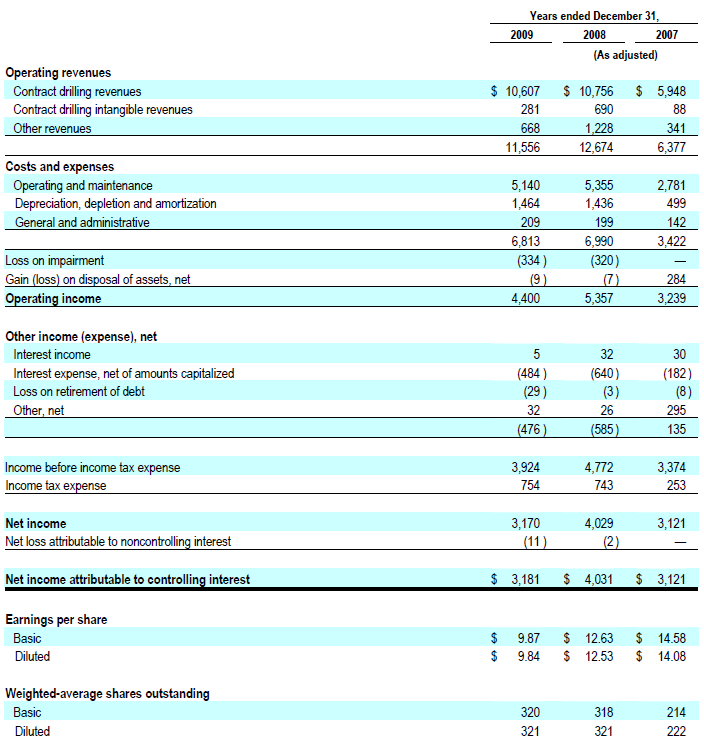 Years ended December 31,
2009 2008 2007
(As adjusted)
Operating revenues
Contract drilling revenues $ 10,607 $ 10,756 $ 5,948
Contract drilling intangible revenues 281 690 88
Other revenues 668 1,228 341
11,556 12,674 6,377
Costs and expenses
Operating and maintenance 5,140 5,355 2,781
Depreciation, depletion and amortization 1,464 1,436 499
General and administrative 209 199 142
6,813 6,990 3,422
Loss on impairment (334 ) (320 ) —
Gain (loss) on disposal of assets, net (9 ) (7 ) 284
Operating income 4,400 5,357 3,239
Other income (expense), net
Interest income 5 32 30
Interest expense, net of amounts capitalized (484 ) (640 ) (182 )
Loss on retirement of debt (29 ) (3 ) (8 )
Other, net 32 26 295
(476 ) (585 ) 135
Income before income tax expense 3,924 4,772 3,374
Income tax expense 754 743 253
Net income 3,170 4,029 3,121
Net loss attributable to noncontrolling interest (11 ) (2 ) —
Net income attributable to controlling interest $ 3,181 $ 4,031 $ 3,121
Earnings per share
Basic $ 9.87 $ 12.63 $ 14.58
Diluted $ 9.84 $ 12.53 $ 14.08
Weighted-average shares outstanding
Basic 320 318 214
Diluted 321 321 222